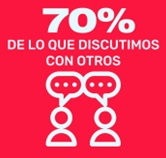 70%
DE LO QUE DISCUTIMOS
CON OTROS